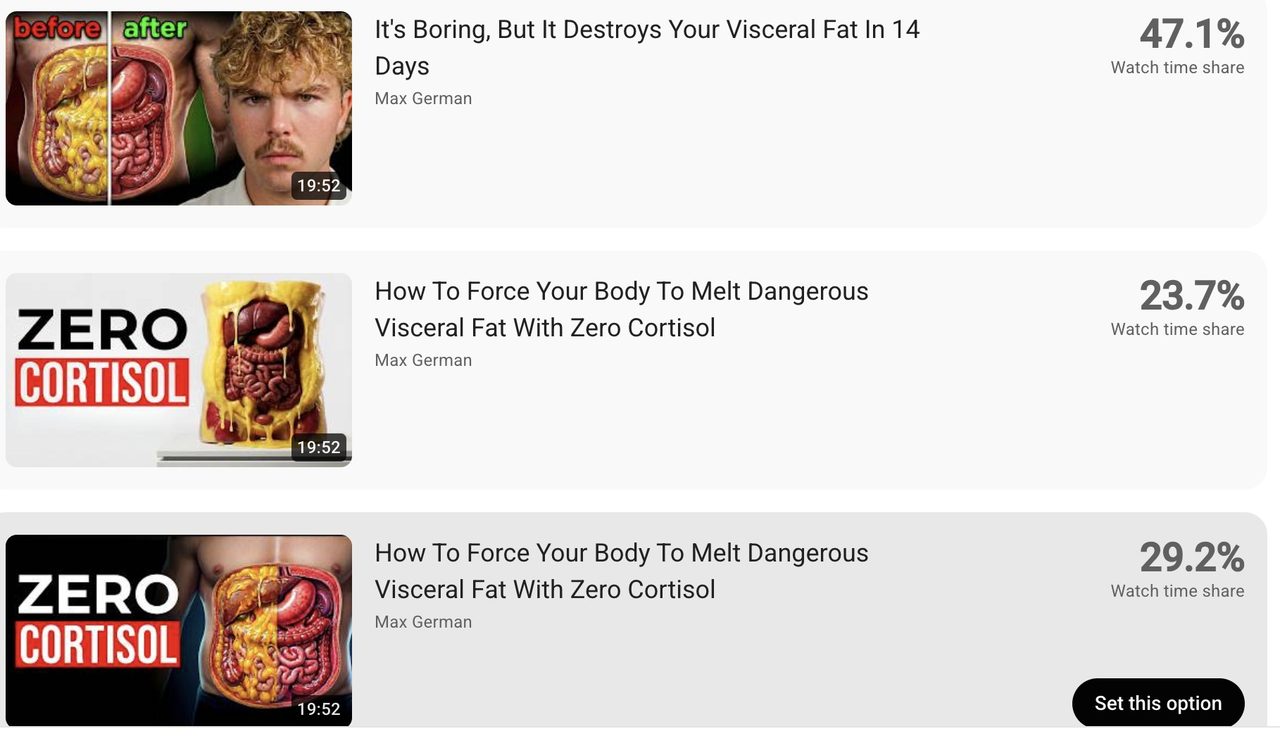 before after
19:52
It's Boring, But It Destroys Your Visceral Fat In 14
Days
Max German
47.1%
Watch time share
ZERO
CORTISOL
19:52
How To Force Your Body To Melt Dangerous
Visceral Fat With Zero Cortisol
Max German
23.7%
Watch time share
ZERO
CORTISOL
19:52
How To Force Your Body To Melt Dangerous
Visceral Fat With Zero Cortisol
Max German
29.2%
Watch time share
Set this option